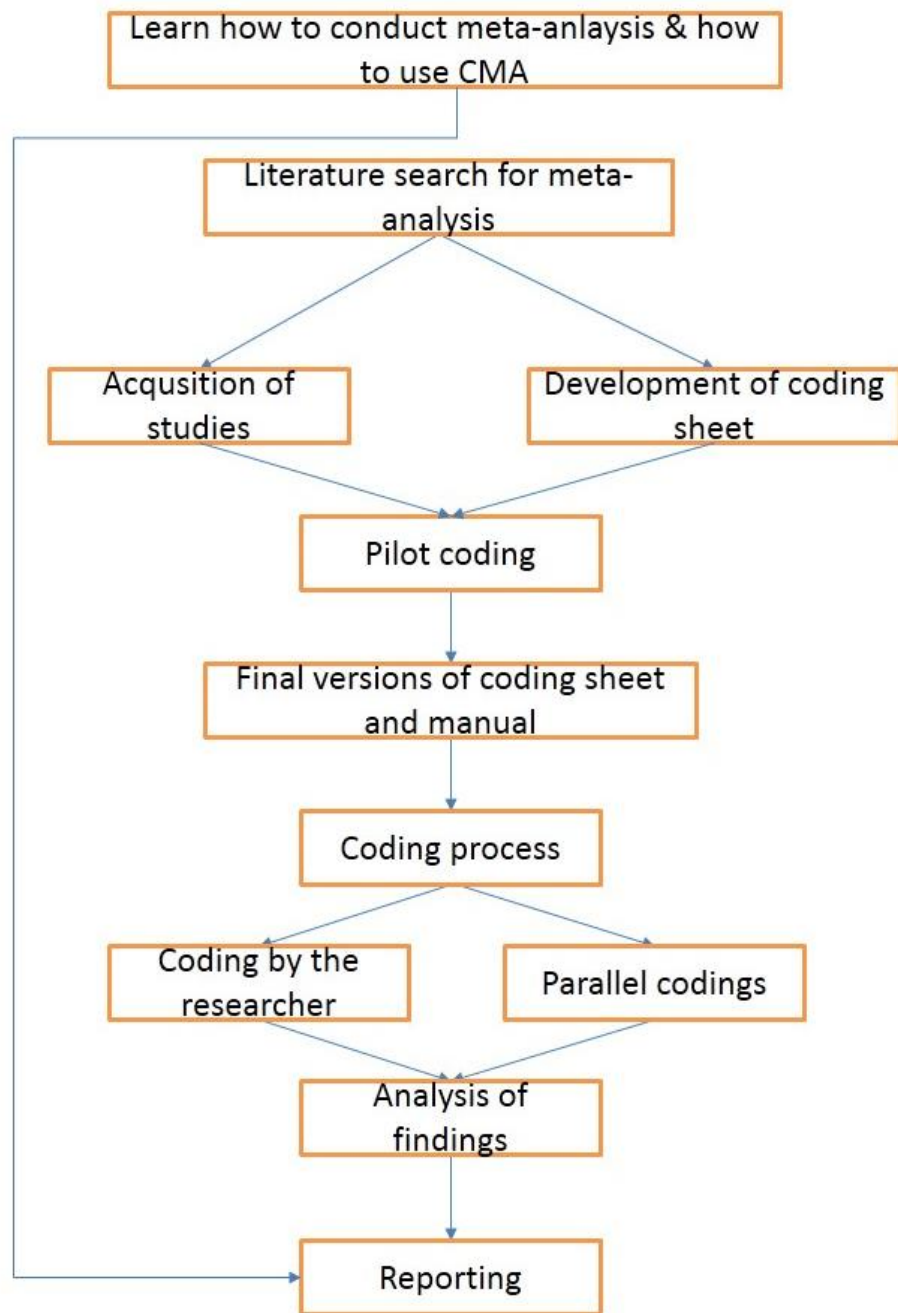 Learn how to conduct meta-anlaysis & how
to use CMA
Literature search for meta-
analysis
Acqusition of
studies
Development of coding
sheet
Pilot coding
Final versions of coding sheet
and manual
Coding process
Coding by the
researcher
Parallel codings
Analysis of
findings
Reporting